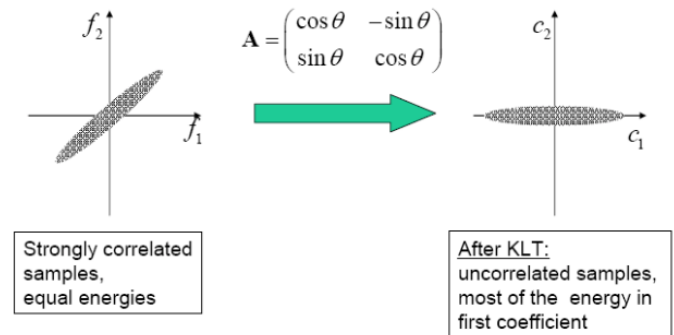 f₂
f₁
A = (cos θ −sin θ
sin θ cos θ)
c₂
c₁
Strongly correlated
samples,
equal energies
After KLT:
uncorrelated samples,
most of the energy in
first coefficient